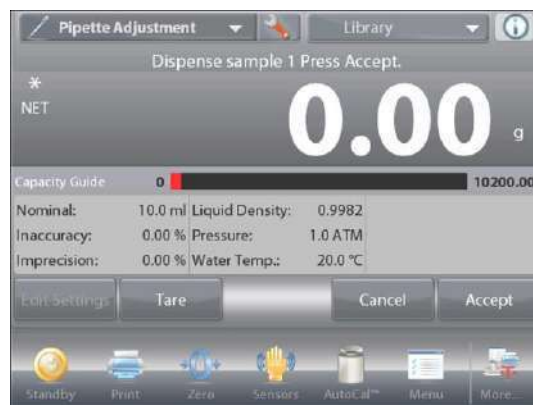 Pipette Adjustment Library
Dispense sample 1 Press Accept.
*
NET
0.00 g
Capacity Guide 0 10200.00
Nominal: 10.0 ml Liquid Density: 0.9982
Inaccuracy: 0.00 % Pressure: 1.0 ATM
Imprecision: 0.00 % Water Temp.: 20.0 °C
Edit Settings Tare Cancel Accept
Standby Print Zero Sensors AutoCal™ Menu More...